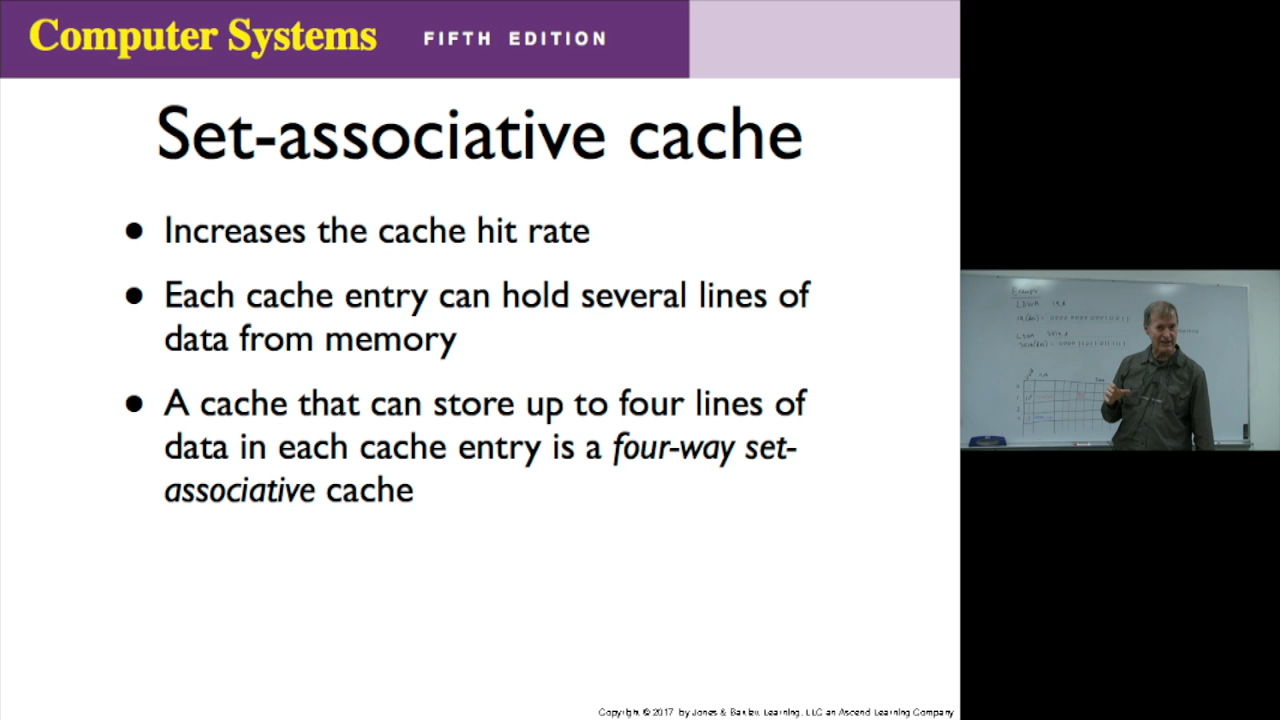 Computer Systems FIFTH EDITION
Set-associative cache
• Increases the cache hit rate
• Each cache entry can hold several lines of
data from memory
• A cache that can store up to four lines of
data in each cache entry is a four-way set-
associative cache
Copyright © 2017 by Jones & Bartlett Learning, LLC an Ascend Learning Company
Example